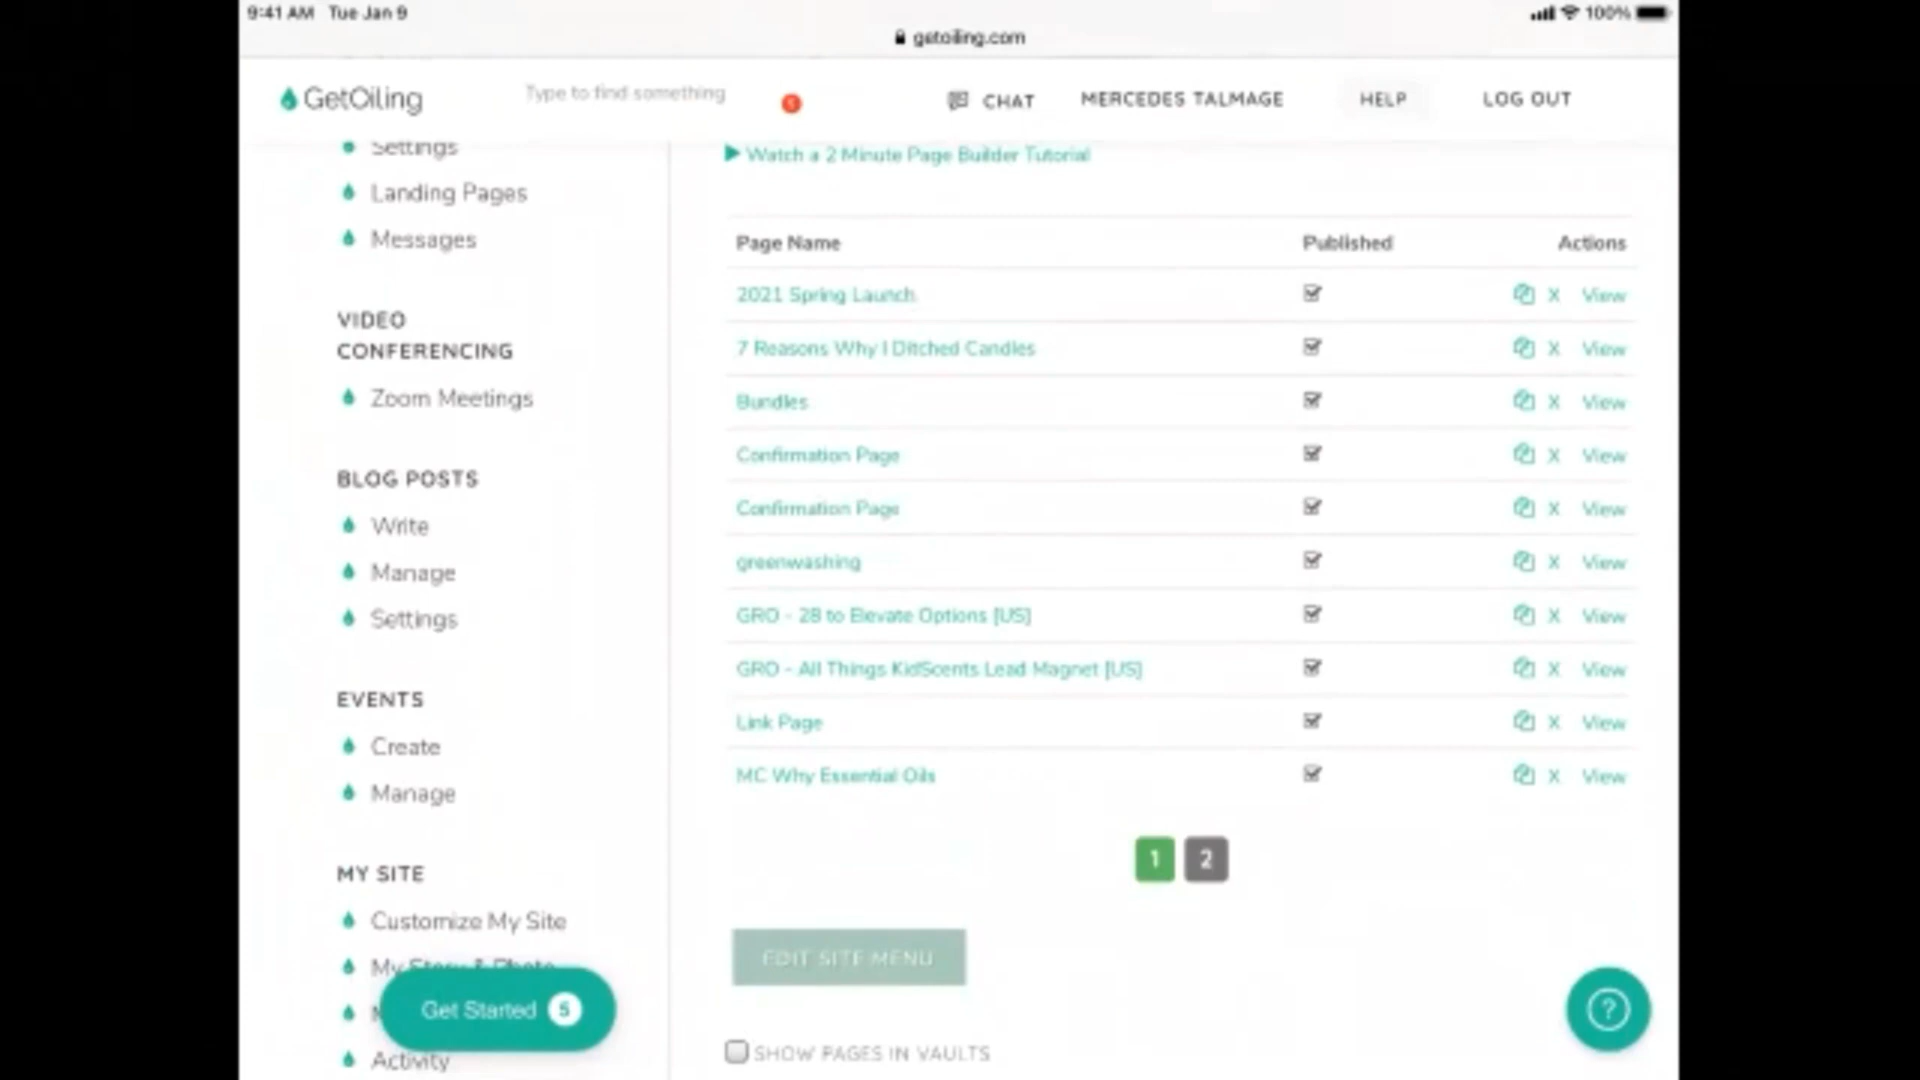 9:41 AM Tue Jan 9
100%
getoiling.com
GetOiling
Type to find something
CHAT
MERCEDES TALMAGE
HELP
LOG OUT
Settings
Landing Pages
Messages
VIDEO
CONFERENCING
Zoom Meetings
BLOG POSTS
Write
Manage
Settings
EVENTS
Create
Manage
MY SITE
Customize My Site
My Story & Photo
Get Started 5
Activity
Watch a 2 Minute Page Builder Tutorial
Page Name Published Actions
2021 Spring Launch X View
7 Reasons Why I Ditched Candles X View
Bundles X View
Confirmation Page X View
Confirmation Page X View
greenwashing X View
GRO - 28 to Elevate Options [US] X View
GRO - All Things KidScents Lead Magnet [US] X View
Link Page X View
MC Why Essential Oils X View
1 2
EDIT SITE MENU
SHOW PAGES IN VAULTS
?